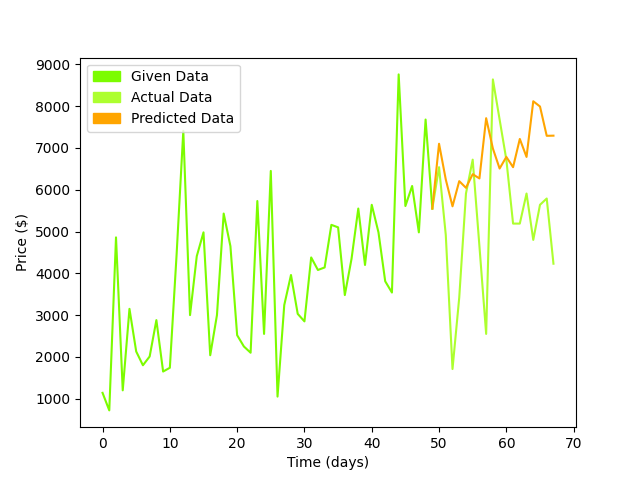 Given Data
Actual Data
Predicted Data
9000
8000
7000
6000
5000
4000
3000
2000
1000
Price ($)
0 10 20 30 40 50 60 70
Time (days)